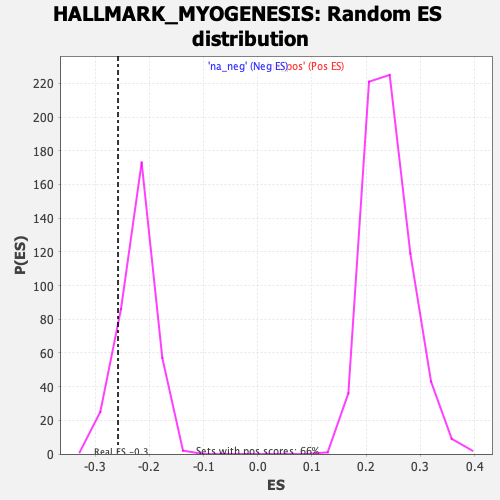 HALLMARK_MYOGENESIS: Random ES
distribution
'na_neg' (Neg ES)
pos' (Pos ES)
220
200
180
160
140
120
100
80
60
40
20
0
P(ES)
Real ES -0.3
Sets with pos scores: 66%
-0.3 -0.2 -0.1 0.0 0.1 0.2 0.3 0.4
ES